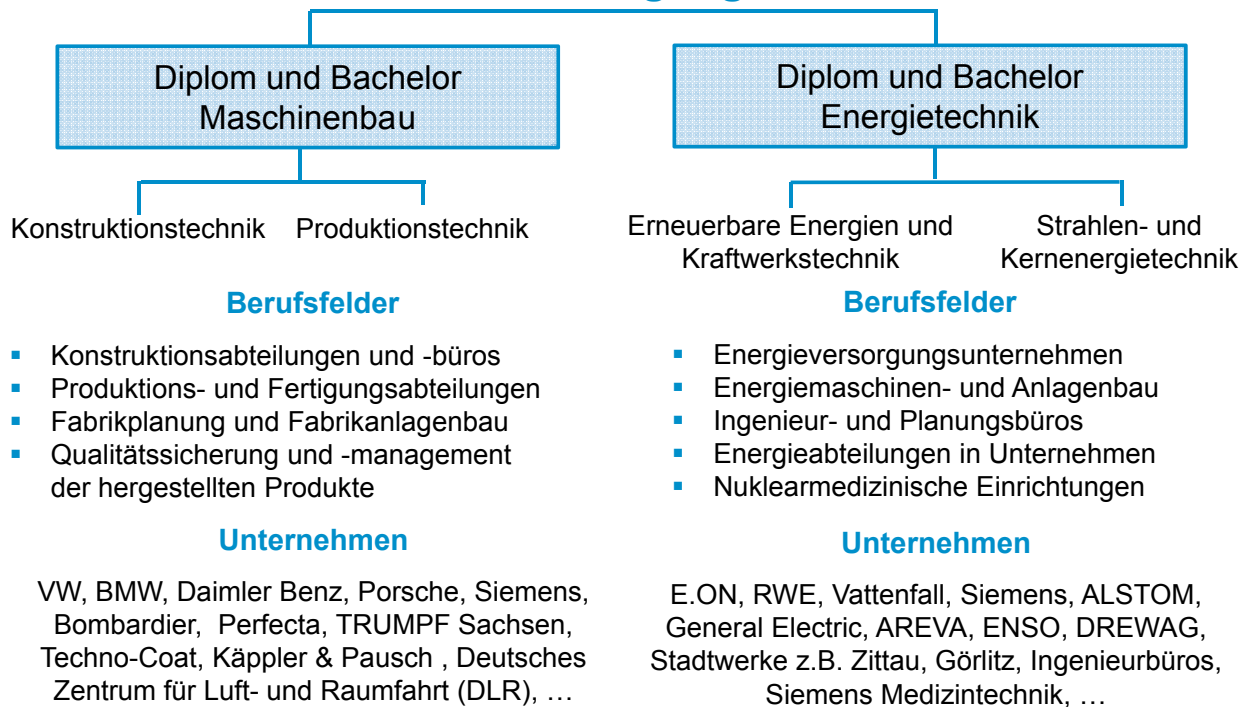 Diplom und Bachelor
Maschinenbau
Konstruktionstechnik
Produktionstechnik
Berufsfelder
▪ Konstruktionsabteilungen und -büros
▪ Produktions- und Fertigungsabteilungen
▪ Fabrikplanung und Fabrikanlagenbau
▪ Qualitätssicherung und -management
der hergestellten Produkte
Unternehmen
VW, BMW, Daimler Benz, Porsche, Siemens,
Bombardier, Perfecta, TRUMPF Sachsen,
Techno-Coat, Käppler & Pausch , Deutsches
Zentrum für Luft- und Raumfahrt (DLR), …
Diplom und Bachelor
Energietechnik
Erneuerbare Energien und
Kraftwerkstechnik
Strahlen- und
Kernenergietechnik
Berufsfelder
▪ Energieversorgungsunternehmen
▪ Energiemaschinen- und Anlagenbau
▪ Ingenieur- und Planungsbüros
▪ Energieabteilungen in Unternehmen
▪ Nuklearmedizinische Einrichtungen
Unternehmen
E.ON, RWE, Vattenfall, Siemens, ALSTOM,
General Electric, AREVA, ENSO, DREWAG,
Stadtwerke z.B. Zittau, Görlitz, Ingenieurbüros,
Siemens Medizintechnik, …